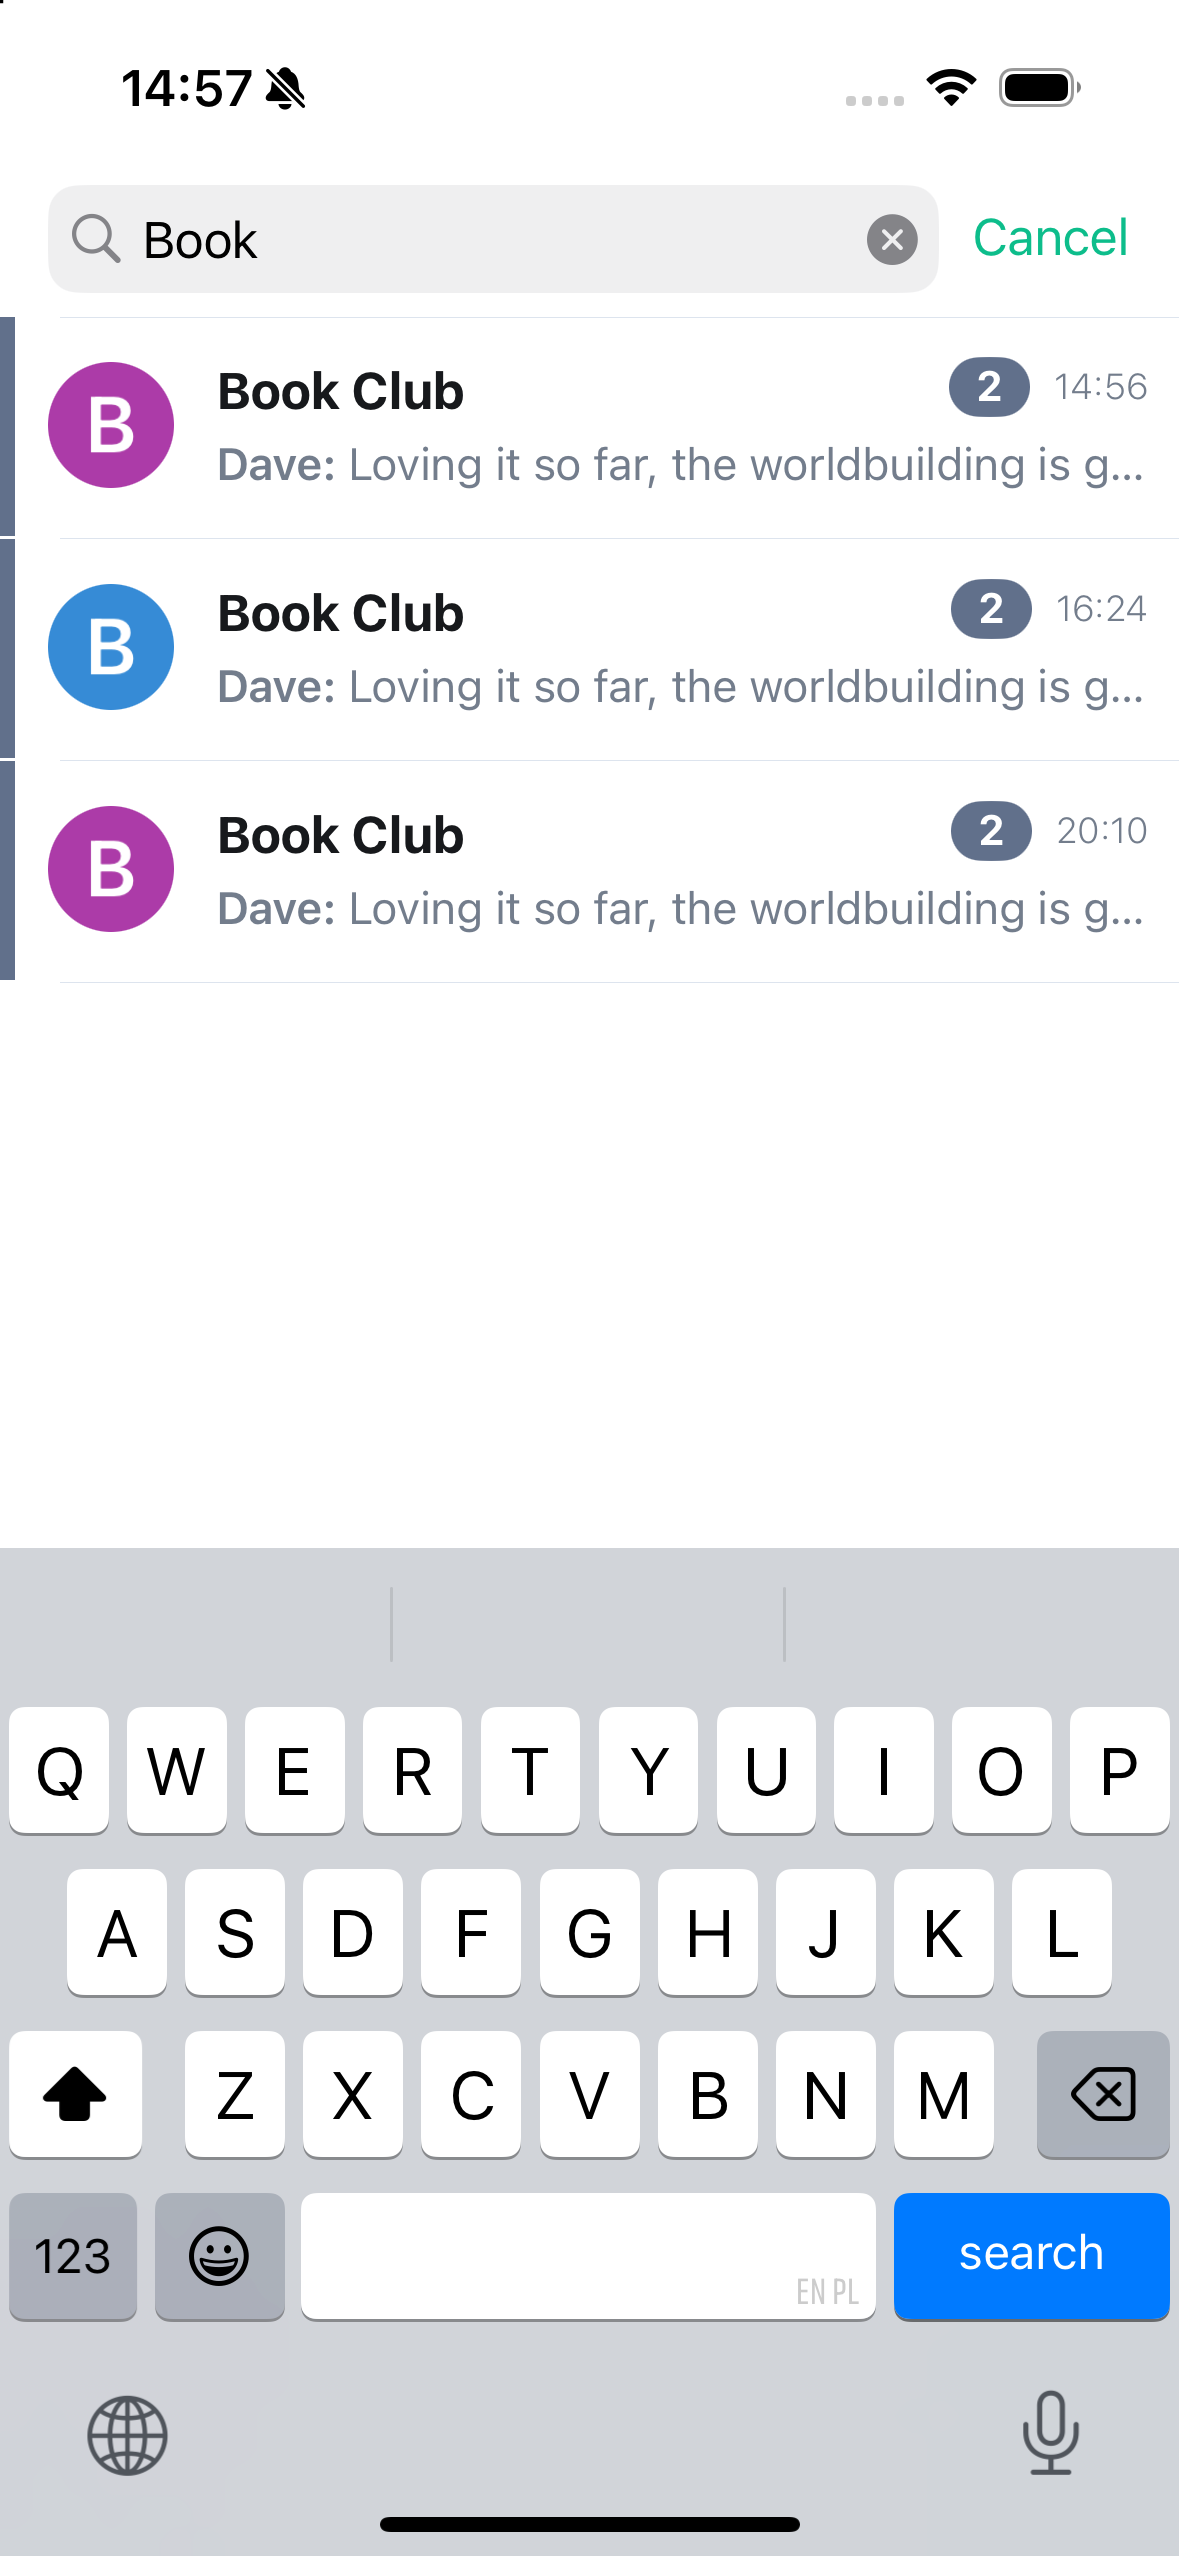 14:57
Book
Cancel
B
Book Club
2
14:56
Dave: Loving it so far, the worldbuilding is g...
B
Book Club
2
16:24
Dave: Loving it so far, the worldbuilding is g...
B
Book Club
2
20:10
Dave: Loving it so far, the worldbuilding is g...
Q W E R T Y U I O P
A S D F G H J K L
Z X C V B N M
123
EN PL
search